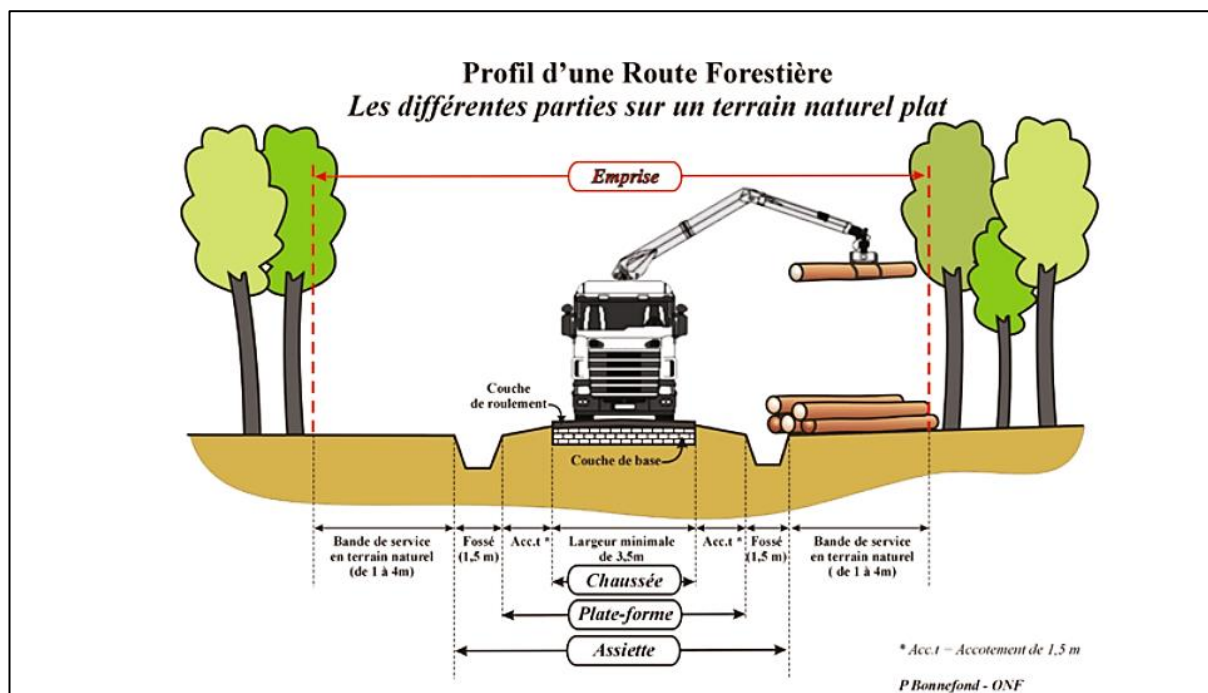 Profil d'une Route Forestière
Les différentes parties sur un terrain naturel plat
Emprise
Couche
de roulement
Couche de base
Bande de service
en terrain naturel
(de 1 à 4m)
Fossé
(1,5 m)
Acc.t *
Largeur minimale
de 3,5m
Acc.t *
Fossé
(1,5 m)
Bande de service
en terrain naturel
( de 1 à 4m)
Chaussée
Plate-forme
Assiette
* Acc.t = Accotement de 1,5 m
P Bonnefond - ONF